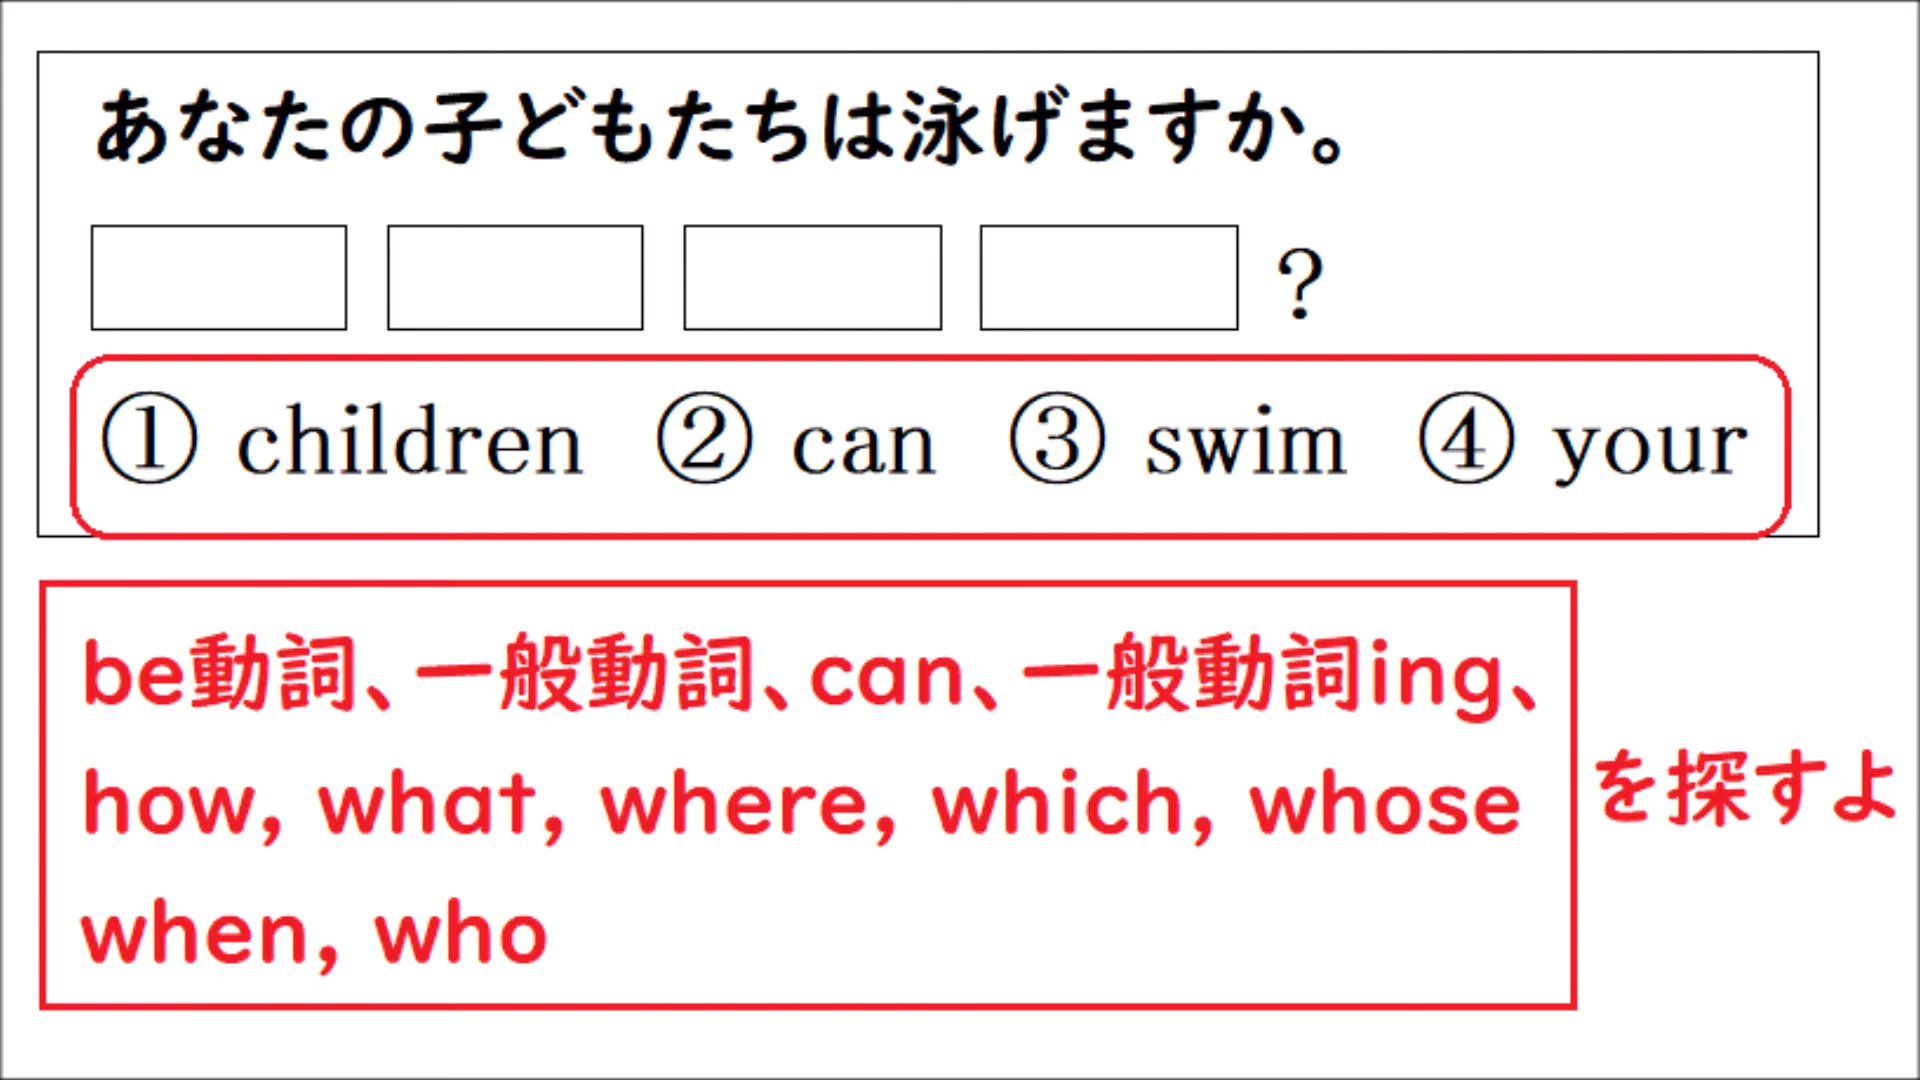 あなたの子どもたちは泳げますか。
?
① children ② can ③ swim ④ your
be動詞、一般動詞、can、一般動詞ing、
how, what, where, which, whose
を探すよ
when, who